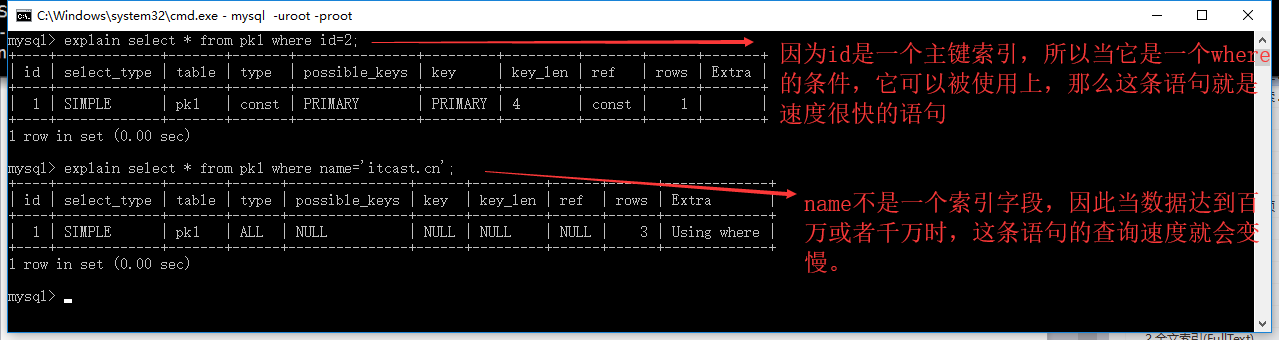 C:\Windows\system32\cmd.exe - mysql  -uroot -proot
mysql> explain select * from pk1 where id=2;
+----+-------------+-------+-------+---------------+---------+---------+-------+------+-------+
| id | select_type | table | type  | possible_keys | key     | key_len | ref   | rows | Extra |
+----+-------------+-------+-------+---------------+---------+---------+-------+------+-------+
|  1 | SIMPLE      | pk1   | const | PRIMARY       | PRIMARY | 4       | const |    1 |       |
+----+-------------+-------+-------+---------------+---------+---------+-------+------+-------+
1 row in set (0.00 sec)
因为id是一个主键索引，所以当它是一个where
的条件，它可以被使用上，那么这条语句就是
速度很快的语句
mysql> explain select * from pk1 where name='itcast.cn';
+----+-------------+-------+------+---------------+------+---------+------+------+-------------+
| id | select_type | table | type | possible_keys | key  | key_len | ref  | rows | Extra       |
+----+-------------+-------+------+---------------+------+---------+------+------+-------------+
|  1 | SIMPLE      | pk1   | ALL  | NULL          | NULL | NULL    | NULL |    3 | Using where |
+----+-------------+-------+------+---------------+------+---------+------+------+-------------+
1 row in set (0.00 sec)
name不是一个索引字段，因此当数据达到百
万或者千万时，这条语句的查询速度就会变
慢。
mysql>